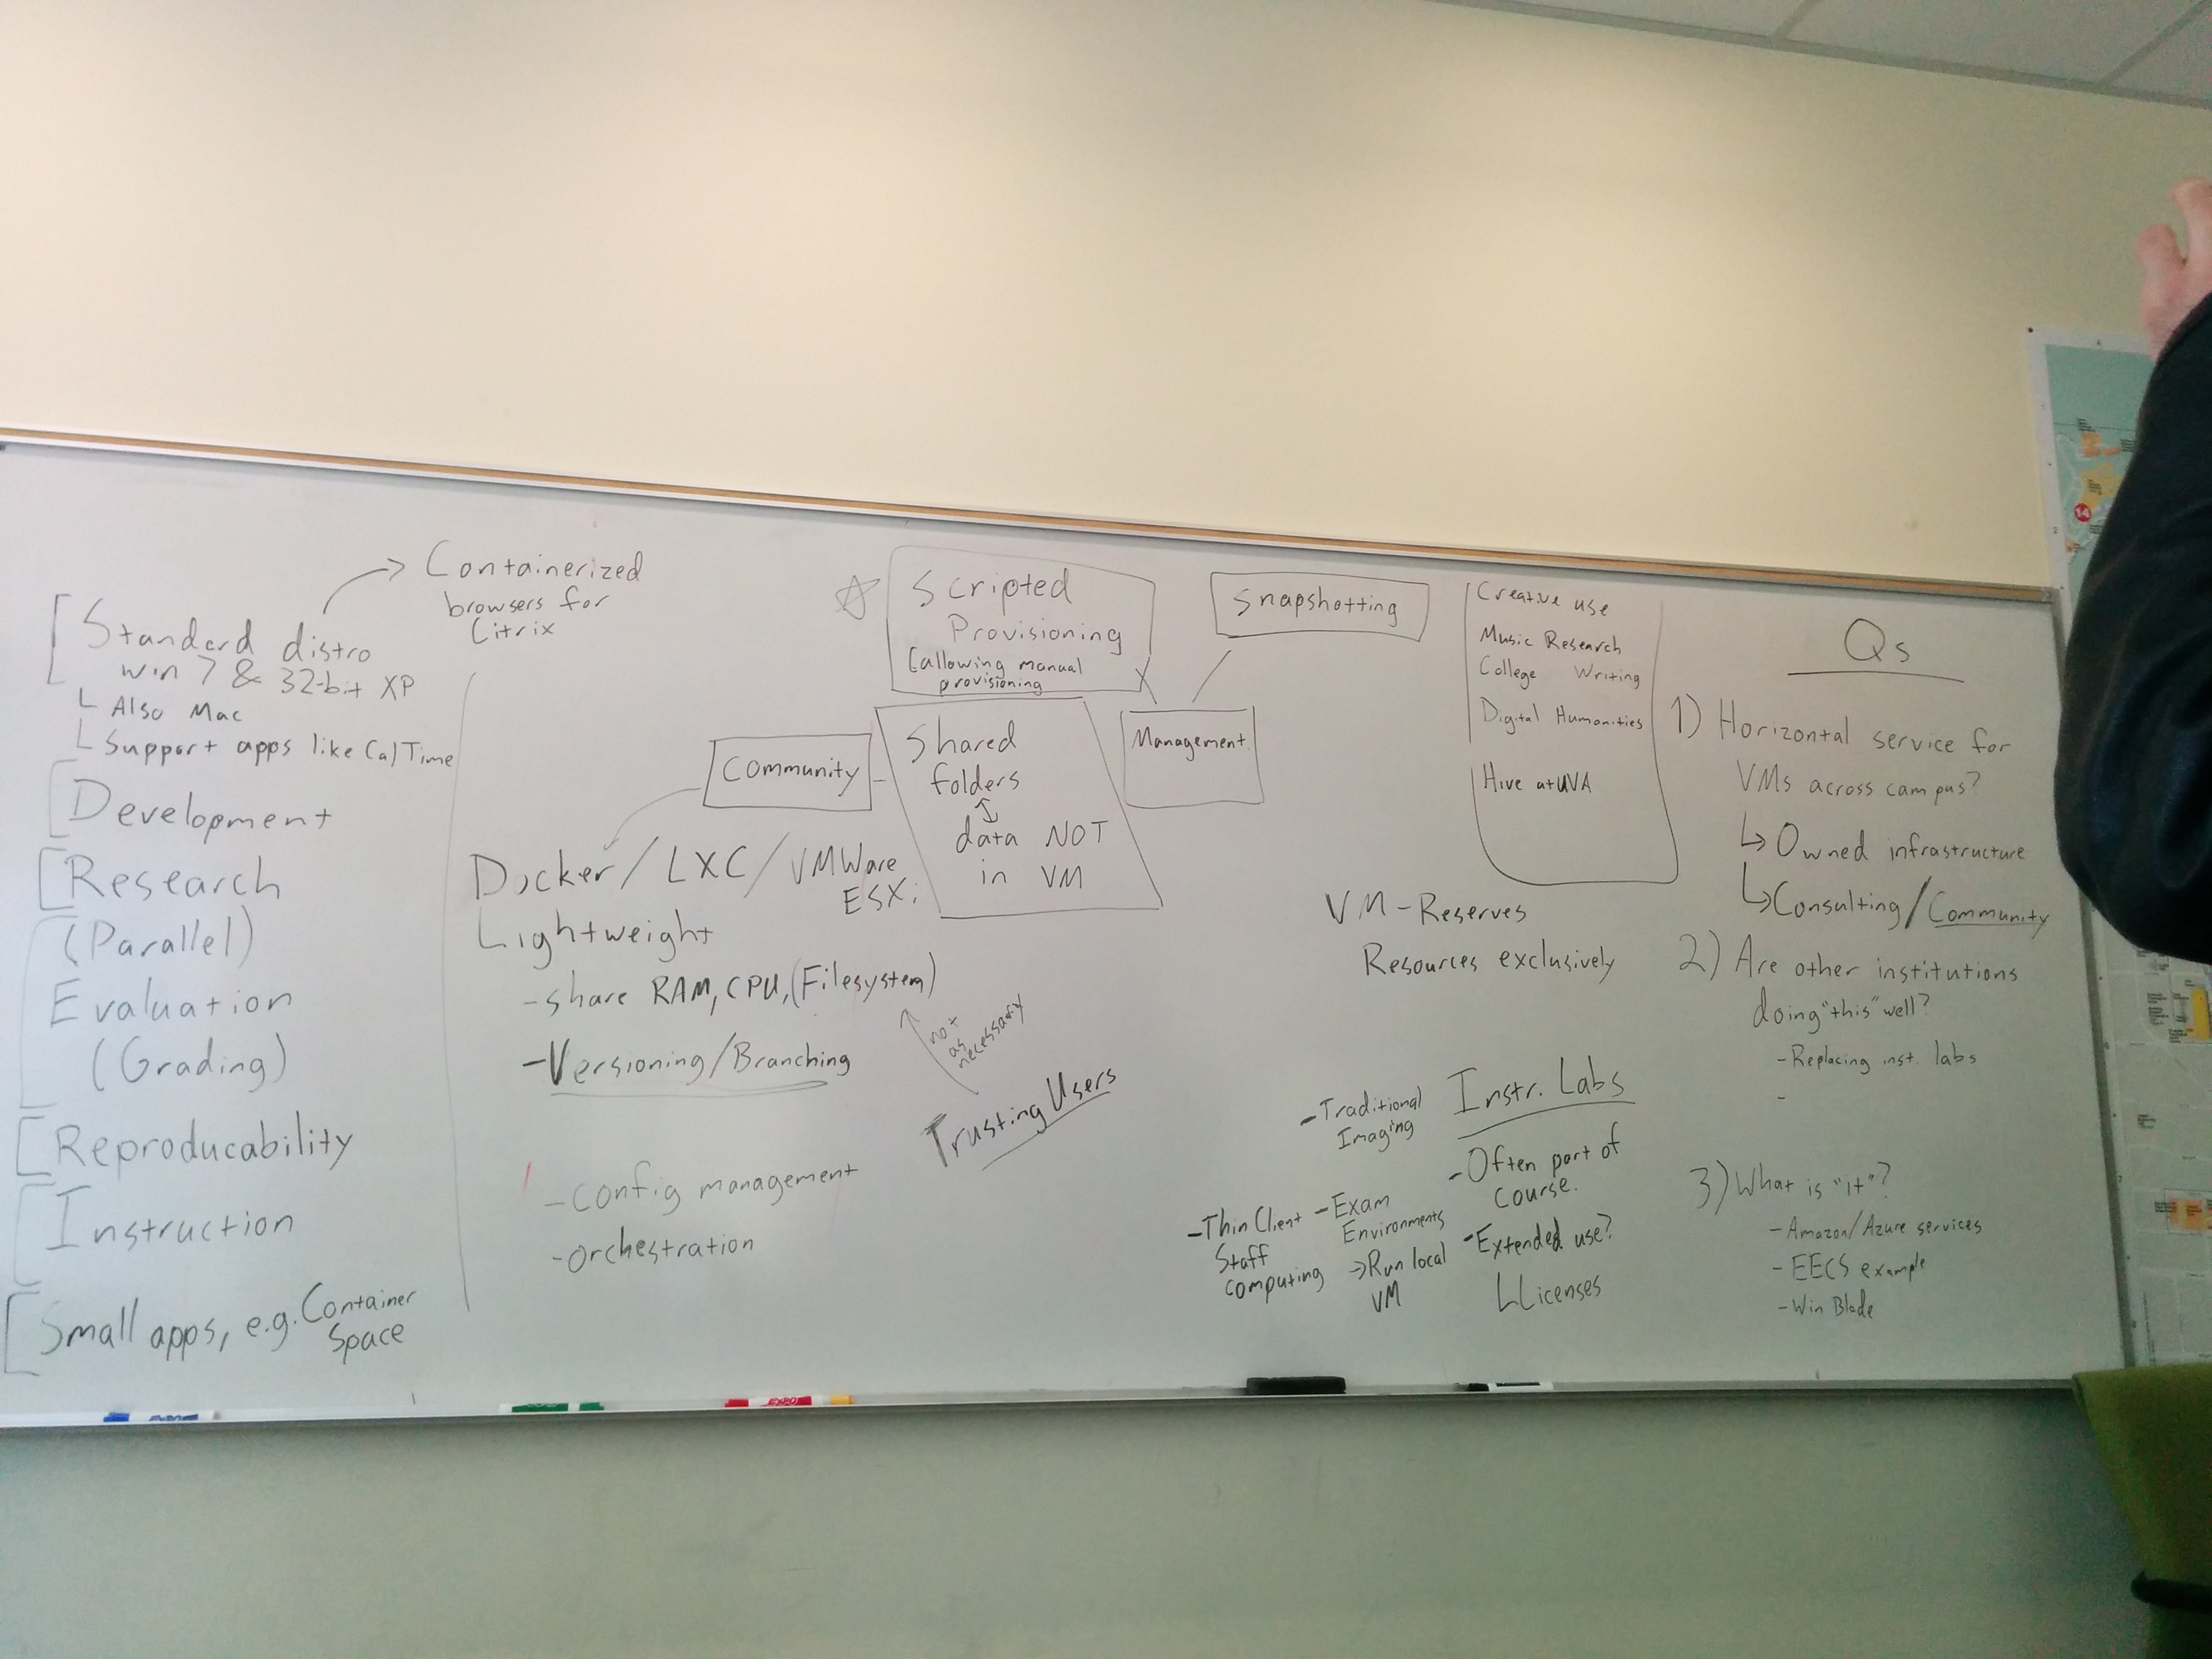 Containerized
browsers for
Citrix
Standard distro
win 7 & 32-bit XP
Also Mac
Support apps like CalTime
Development
Research
(Parallel)
Evaluation
(Grading)
Reproducability
Instruction
Small apps, e.g. Container
Space
Scripted
Provisioning
(allowing manual
provisioning
Snapshotting
Community
Shared
folders
data NOT
in VM
Management
Docker / LXC / VMWare
ESXi
Lightweight
- share RAM, CPU, (Filesystem)
- Versioning/Branching
not
as
necessary
Trusting Users
- config management
- orchestration
Creative use
Music Research
College Writing
Digital Humanities
Hive at UVA
VM - Reserves
Resources exclusively
Instr. Labs
- Traditional
Imaging
- Often part of
course.
- Thin Client
Staff
computing
- Exam
Environments
→ Run local
VM
- Extended use?
Licenses
Qs
1) Horizontal service for
VMs across campus?
↳ Owned infrastructure
↳ Consulting / Community
2) Are other institutions
doing "this" well?
- Replacing inst. labs
-
3) What is "it"?
- Amazon/Azure services
- EECS example
- Win Blade
14
EXPO